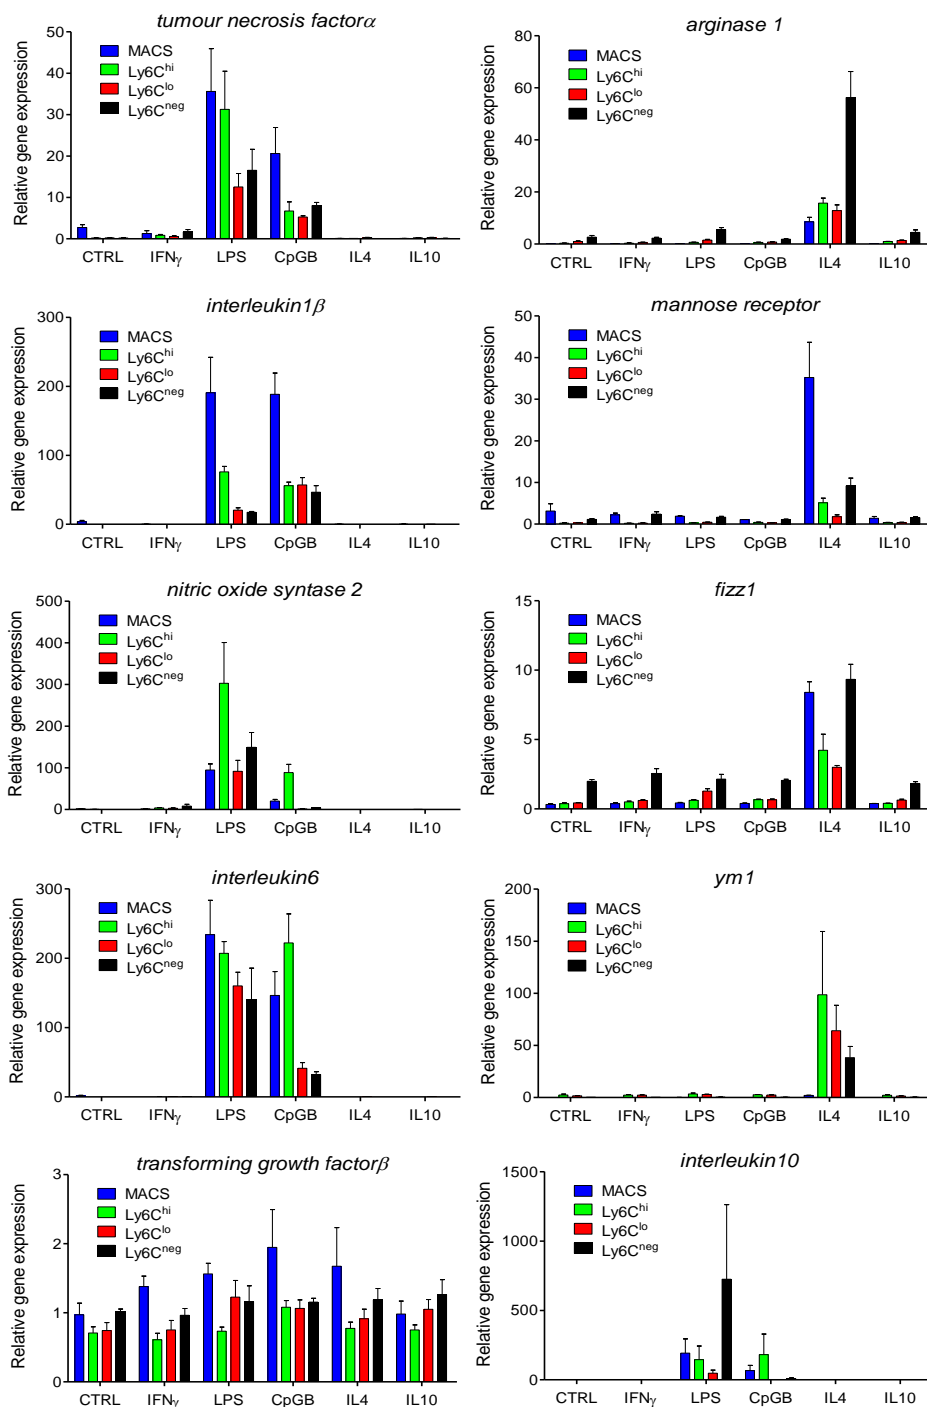 tumour necrosis factorα
Relative gene expression
50
40
30
20
10
0
MACS
Ly6Chi
Ly6Clo
Ly6Cneg
CTRL IFNγ LPS CpGB IL4 IL10
arginase 1
Relative gene expression
80
60
40
20
0
MACS
Ly6Chi
Ly6Clo
Ly6Cneg
CTRL IFNγ LPS CpGB IL4 IL10
interleukin1β
Relative gene expression
300
200
100
0
MACS
Ly6Chi
Ly6Clo
Ly6Cneg
CTRL IFNγ LPS CpGB IL4 IL10
mannose receptor
Relative gene expression
50
40
30
20
10
0
MACS
Ly6Chi
Ly6Clo
Ly6Cneg
CTRL IFNγ LPS CpGB IL4 IL10
nitric oxide syntase 2
Relative gene expression
500
400
300
200
100
0
MACS
Ly6Chi
Ly6Clo
Ly6Cneg
CTRL IFNγ LPS CpGB IL4 IL10
fizz1
Relative gene expression
15
10
5
0
MACS
Ly6Chi
Ly6Clo
Ly6Cneg
CTRL IFNγ LPS CpGB IL4 IL10
interleukin6
Relative gene expression
300
200
100
0
MACS
Ly6Chi
Ly6Clo
Ly6Cneg
CTRL IFNγ LPS CpGB IL4 IL10
ym1
Relative gene expression
200
150
100
50
0
MACS
Ly6Chi
Ly6Clo
Ly6Cneg
CTRL IFNγ LPS CpGB IL4 IL10
transforming growth factorβ
Relative gene expression
3
2
1
0
MACS
Ly6Chi
Ly6Clo
Ly6Cneg
CTRL IFNγ LPS CpGB IL4 IL10
interleukin10
Relative gene expression
1500
1000
500
0
MACS
Ly6Chi
Ly6Clo
Ly6Cneg
CTRL IFNγ LPS CpGB IL4 IL10